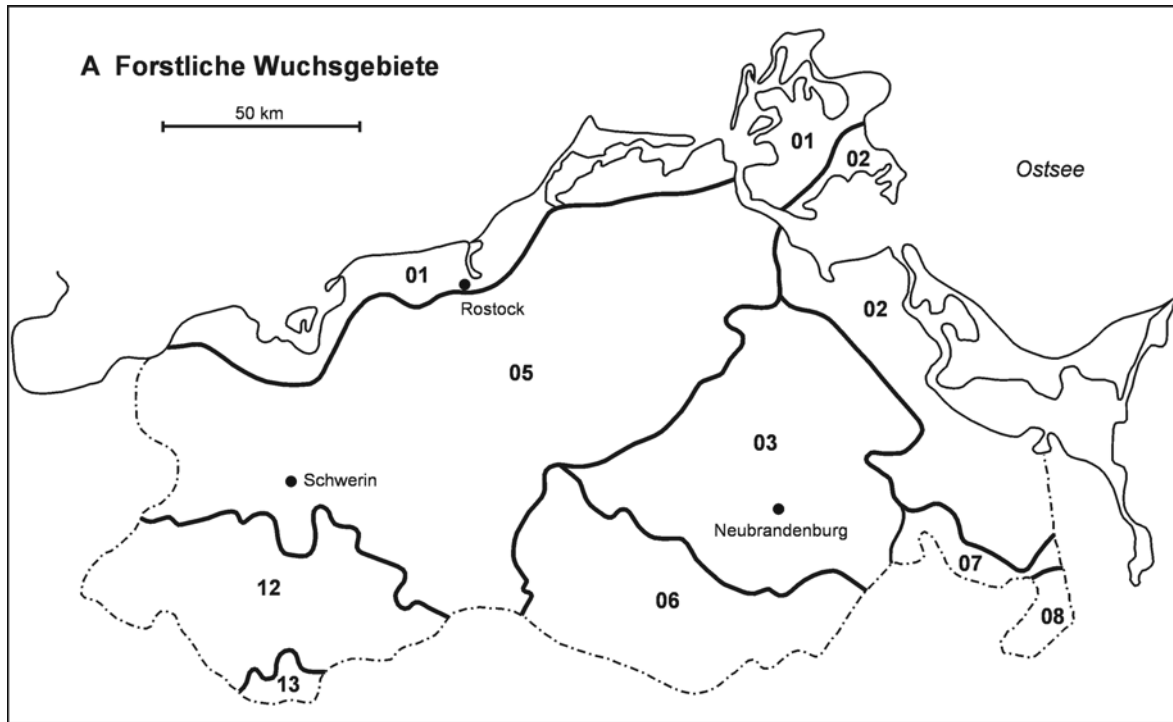 A Forstliche Wuchsgebiete
50 km
01
02
Ostsee
01
Rostock
02
05
03
Schwerin
Neubrandenburg
07
12
06
08
13